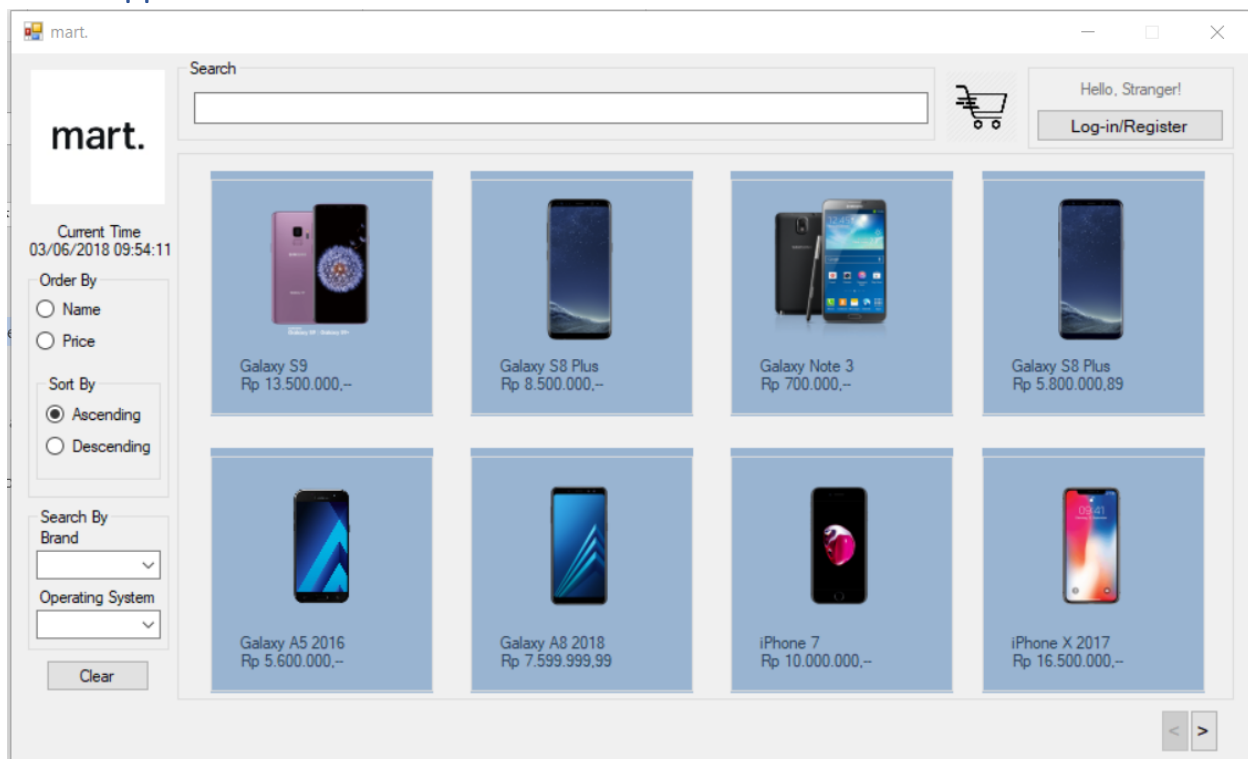 mart.
Search
Hello, Stranger!
Log-in/Register
mart.
Current Time
03/06/2018 09:54:11
Order By
Name
Price
Sort By
Ascending
Descending
Search By
Brand
Operating System
Clear
Galaxy S9
Rp 13.500.000,--
Galaxy S8 Plus
Rp 8.500.000,--
Galaxy Note 3
Rp 700.000,--
Galaxy S8 Plus
Rp 5.800.000,89
Galaxy A5 2016
Rp 5.600.000,--
Galaxy A8 2018
Rp 7.599.999,99
iPhone 7
Rp 10.000.000,--
09:41
iPhone X 2017
Rp 16.500.000,--
< >